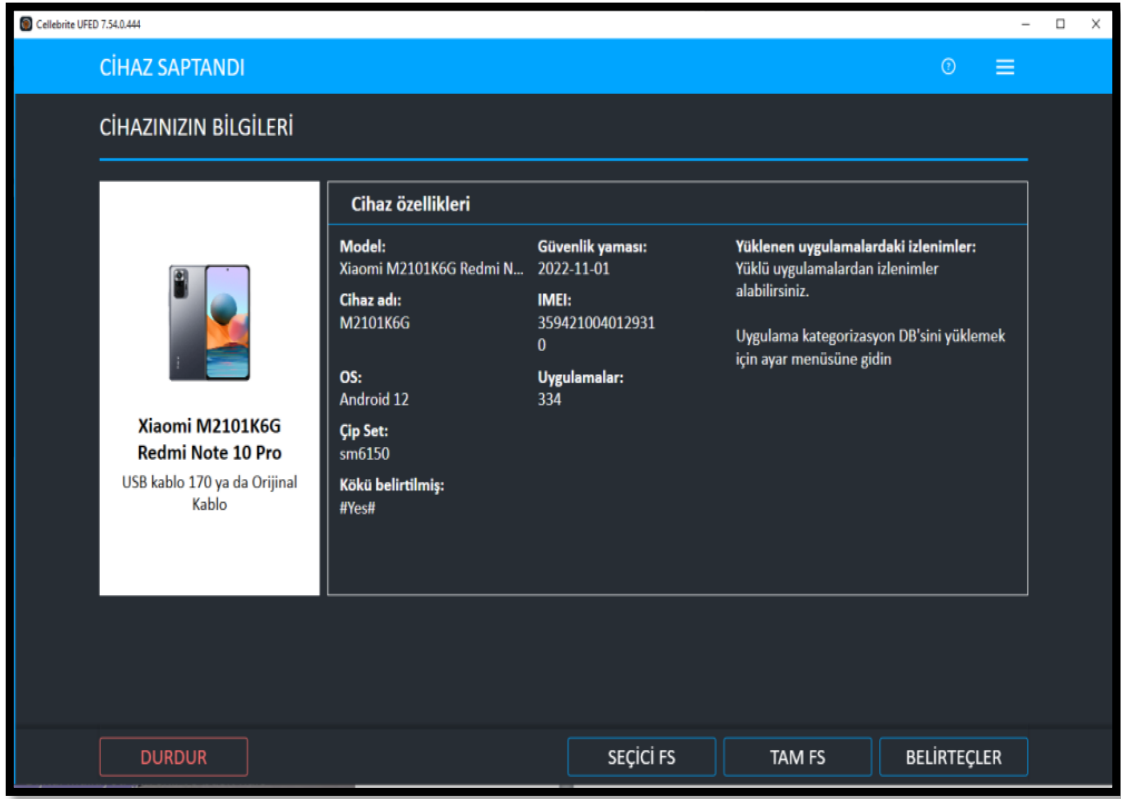 Cellebrite UFED 7.54.0.444
CİHAZ SAPTANDI
CİHAZINIZIN BİLGİLERİ
Xiaomi M2101K6G
Redmi Note 10 Pro
USB kablo 170 ya da Orijinal
Kablo
Cihaz özellikleri
Model:
Xiaomi M2101K6G Redmi N...
Cihaz adı:
M2101K6G
OS:
Android 12
Çip Set:
sm6150
Kökü belirtilmiş:
#Yes#
Güvenlik yaması:
2022-11-01
IMEI:
359421004012931
0
Uygulamalar:
334
Yüklenen uygulamalardaki izlenimler:
Yüklü uygulamalardan izlenimler
alabilirsiniz.
Uygulama kategorizasyon DB'sini yüklemek
için ayar menüsüne gidin
DURDUR
SEÇİCİ FS
TAM FS
BELİRTEÇLER